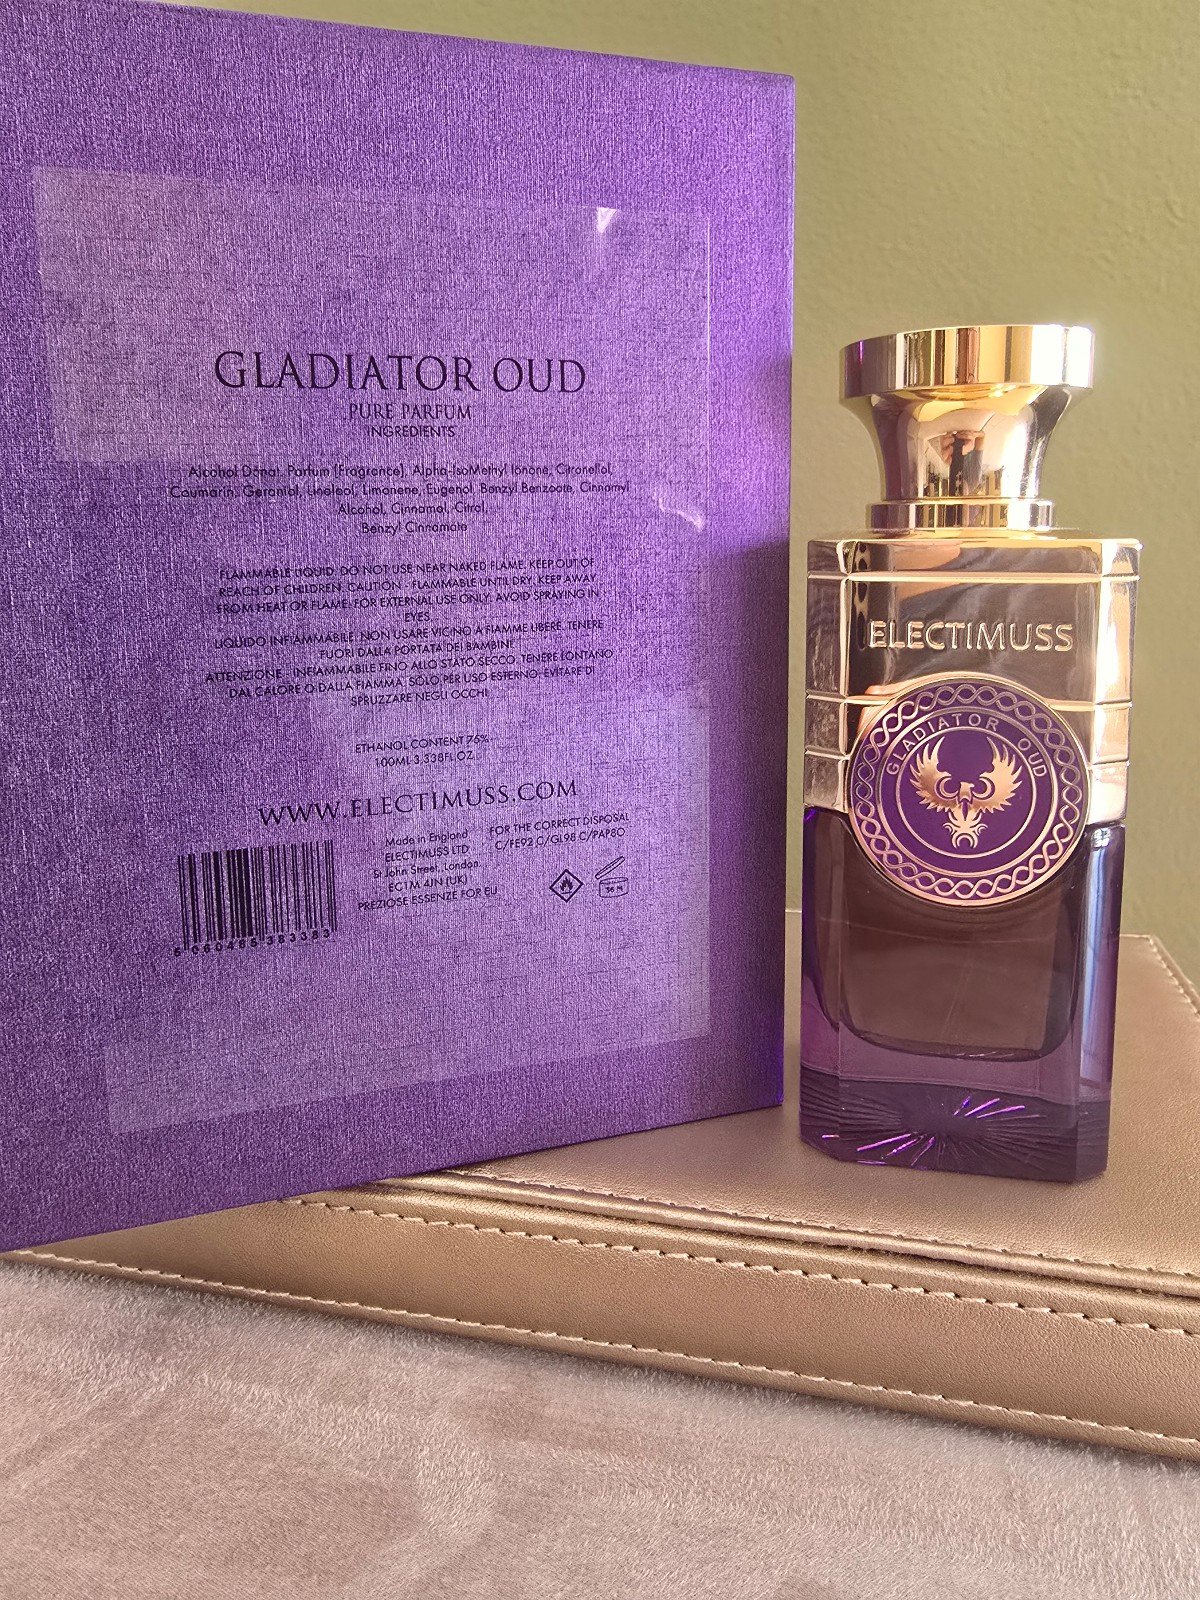 GLADIATOR OUD
PURE PARFUM
INGREDIENTS
Alcohol Denat, Parfum (Fragrance), Alpha-IsoMethyl Ionone, Citronellol,
Coumarin, Geraniol, Linalool, Limonene, Eugenol, Benzyl Benzoate, Cinnamyl
Alcohol, Cinnamal, Citral,
Benzyl Cinnamate
FLAMMABLE LIQUID. DO NOT USE NEAR NAKED FLAME. KEEP OUT OF
REACH OF CHILDREN. CAUTION - FLAMMABLE UNTIL DRY. KEEP AWAY
FROM HEAT OR FLAME. FOR EXTERNAL USE ONLY. AVOID SPRAYING IN
EYES.
LIQUIDO INFIAMMABILE. NON USARE VICINO A FIAMME LIBERE. TENERE
FUORI DALLA PORTATA DEI BAMBINI.
ATTENZIONE - INFIAMMABILE FINO ALLO STATO SECCO. TENERE LONTANO
DAL CALORE O DALLA FIAMMA. SOLO PER USO ESTERNO. EVITARE DI
SPRUZZARE NEGLI OCCHI.
ETHANOL CONTENT 76%
100ML 3.338FL OZ.
WWW.ELECTIMUSS.COM
Made in England
ELECTIMUSS LTD
St John Street, London.
EC1M 4JN (UK)
PREZIOSE ESSENZE FOR EU
FOR THE CORRECT DISPOSAL
C/FE92 C/GL98 C/PAP80
36 M
5 060485 383383
ELECTIMUSS
GLADIATOR OUD